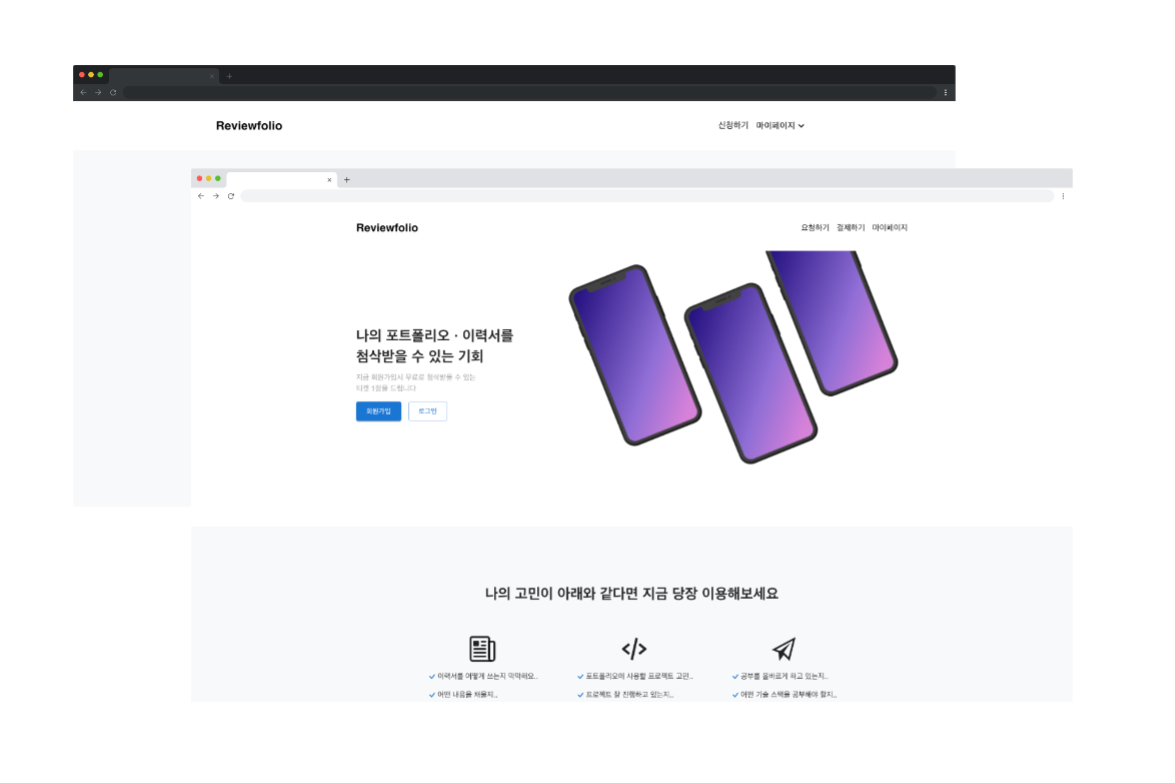 Reviewfolio
신청하기 마이페이지
Reviewfolio
요청하기 결제하기 마이페이지
나의 포트폴리오 · 이력서를
첨삭받을 수 있는 기회
지금 회원가입시 무료로 첨삭받을 수 있는
티켓 1장을 드립니다
회원가입 로그인
나의 고민이 아래와 같다면 지금 당장 이용해보세요
이력서를 어떻게 쓰는지 막막해요.. 포트폴리오에 사용할 프로젝트 고민.. 공부를 올바르게 하고 있는지..
어떤 내용을 채울지.. 프로젝트 잘 진행하고 있는지.. 어떤 기술 스택을 공부해야 할지..